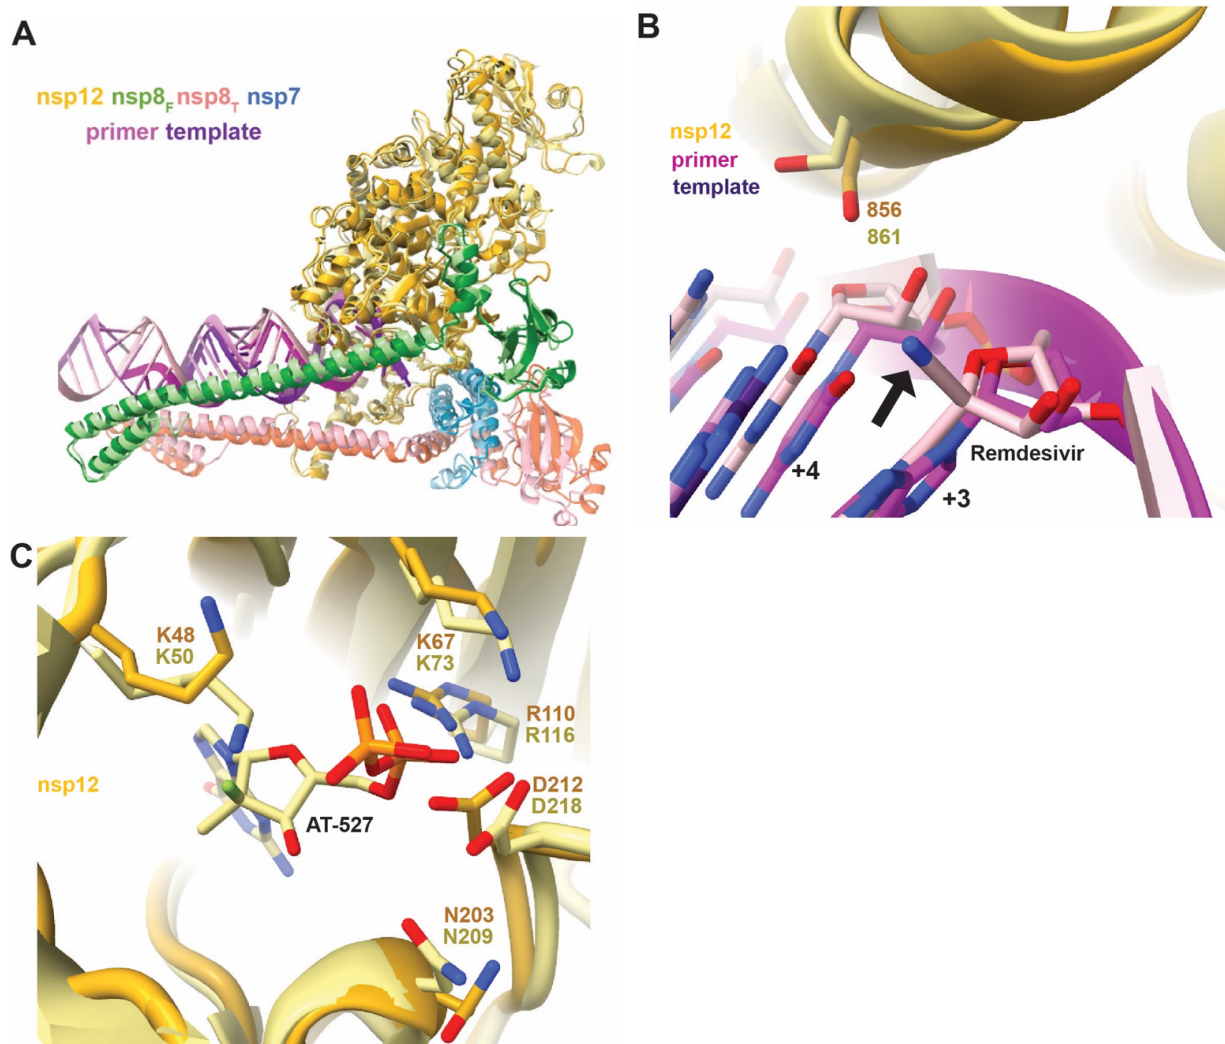 A
nsp12 nsp8F nsp8T nsp7
primer template
B
nsp12
primer
template
856
861
+4
Remdesivir
+3
C
K48
K50
K67
K73
R110
R116
nsp12
D212
D218
AT-527
N203
N209